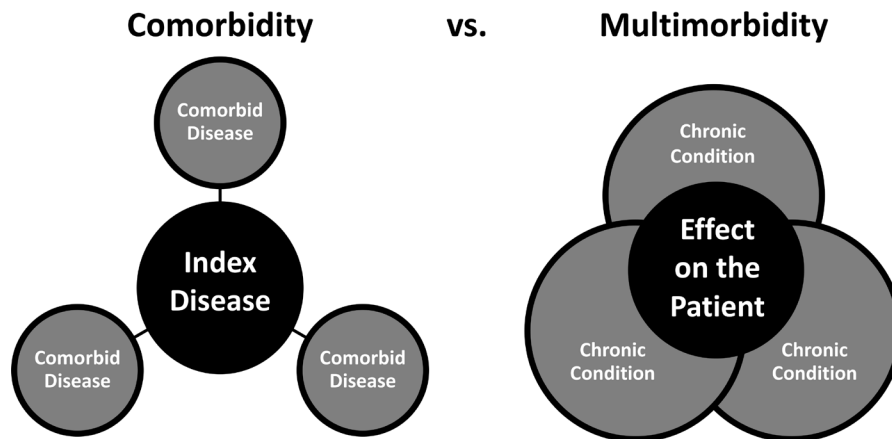 Comorbidity vs. Multimorbidity
Comorbid
Disease
Index
Disease
Comorbid
Disease
Comorbid
Disease
Chronic
Condition
Effect
on the
Patient
Chronic
Condition
Chronic
Condition